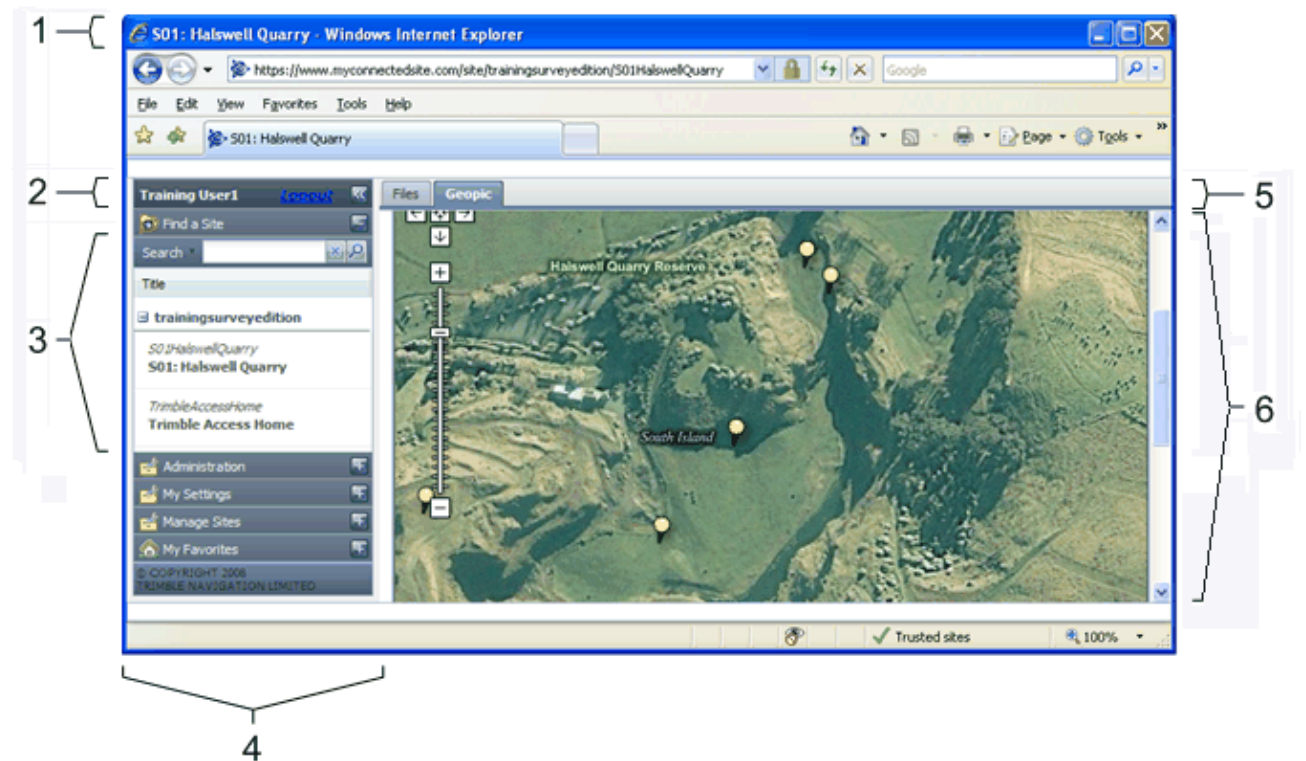 1
S01: Halswell Quarry - Windows Internet Explorer
https://www.myconnectedsite.com/site/trainingsurveyedition/S01HalswellQuarry
Google
File Edit View Favorites Tools Help
S01: Halswell Quarry
Page Tools
2
Training User1 Logout
Files Geopic
5
Find a Site
Search
Title
trainingsurveyedition
3
S01HalswellQuarry
S01: Halswell Quarry
TrimbleAccessHome
Trimble Access Home
Administration
My Settings
Manage Sites
My Favorites
© COPYRIGHT 2008
TRIMBLE NAVIGATION LIMITED
Halswell Quarry Reserve
South Island
6
Trusted sites
100%
4